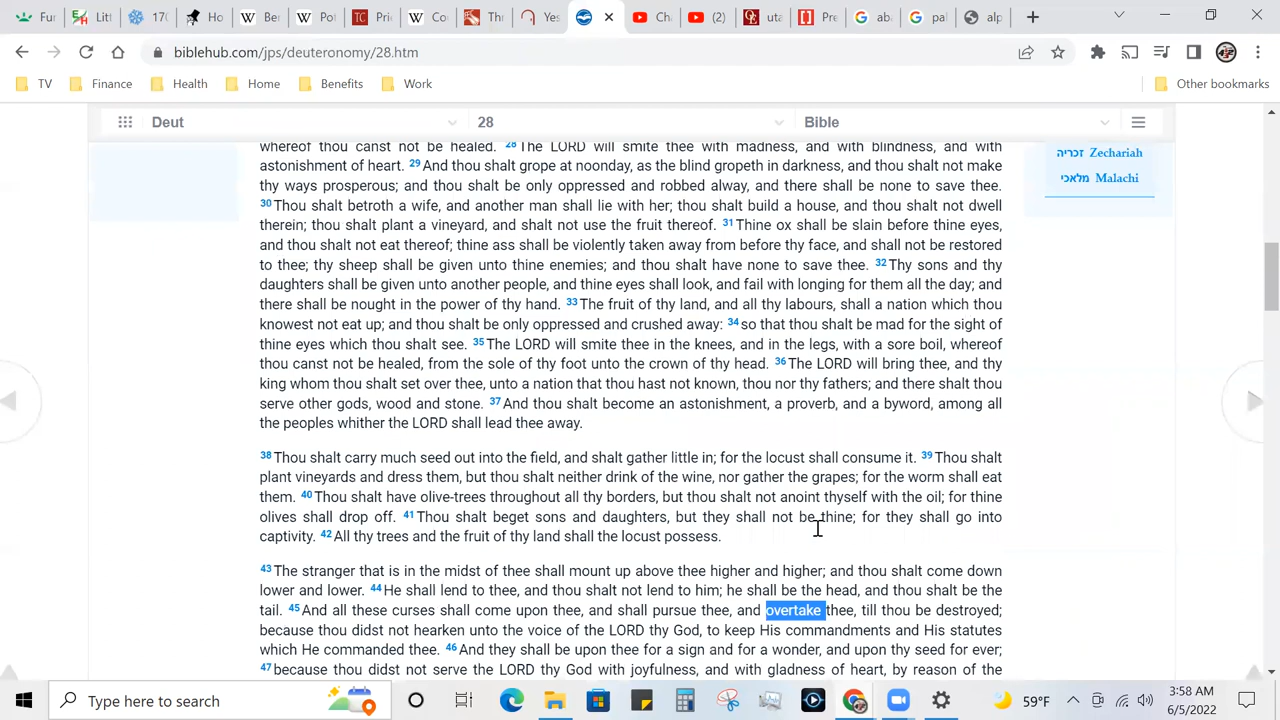 Fur
Lit
170
Ho
Be
Po
Pri
Co
The
Yes
Ch
(2)
uta
Pre
aba
pal
alp
biblehub.com/jps/deuteronomy/28.htm
TV Finance Health Home Benefits Work Other bookmarks
Deut 28 Bible
whereof thou canst not be healed. 28 The LORD will smite thee with madness, and with blindness, and with
astonishment of heart. 29 And thou shalt grope at noonday, as the blind gropeth in darkness, and thou shalt not make
thy ways prosperous; and thou shalt be only oppressed and robbed alway, and there shall be none to save thee.
30 Thou shalt betroth a wife, and another man shall lie with her; thou shalt build a house, and thou shalt not dwell
therein; thou shalt plant a vineyard, and shalt not use the fruit thereof. 31 Thine ox shall be slain before thine eyes,
and thou shalt not eat thereof; thine ass shall be violently taken away from before thy face, and shall not be restored
to thee; thy sheep shall be given unto thine enemies; and thou shalt have none to save thee. 32 Thy sons and thy
daughters shall be given unto another people, and thine eyes shall look, and fail with longing for them all the day; and
there shall be nought in the power of thy hand. 33 The fruit of thy land, and all thy labours, shall a nation which thou
knowest not eat up; and thou shalt be only oppressed and crushed away: 34 so that thou shalt be mad for the sight of
thine eyes which thou shalt see. 35 The LORD will smite thee in the knees, and in the legs, with a sore boil, whereof
thou canst not be healed, from the sole of thy foot unto the crown of thy head. 36 The LORD will bring thee, and thy
king whom thou shalt set over thee, unto a nation that thou hast not known, thou nor thy fathers; and there shalt thou
serve other gods, wood and stone. 37 And thou shalt become an astonishment, a proverb, and a byword, among all
the peoples whither the LORD shall lead thee away.
38 Thou shalt carry much seed out into the field, and shalt gather little in; for the locust shall consume it. 39 Thou shalt
plant vineyards and dress them, but thou shalt neither drink of the wine, nor gather the grapes; for the worm shall eat
them. 40 Thou shalt have olive-trees throughout all thy borders, but thou shalt not anoint thyself with the oil; for thine
olives shall drop off. 41 Thou shalt beget sons and daughters, but they shall not be thine; for they shall go into
captivity. 42 All thy trees and the fruit of thy land shall the locust possess.
43 The stranger that is in the midst of thee shall mount up above thee higher and higher; and thou shalt come down
lower and lower. 44 He shall lend to thee, and thou shalt not lend to him; he shall be the head, and thou shalt be the
tail. 45 And all these curses shall come upon thee, and shall pursue thee, and overtake thee, till thou be destroyed;
because thou didst not hearken unto the voice of the LORD thy God, to keep His commandments and His statutes
which He commanded thee. 46 And they shall be upon thee for a sign and for a wonder, and upon thy seed for ever;
47 because thou didst not serve the LORD thy God with joyfulness, and with gladness of heart, by reason of the
זכריה Zechariah
מלאכי Malachi
Type here to search
59°F
3:58 AM
6/5/2022